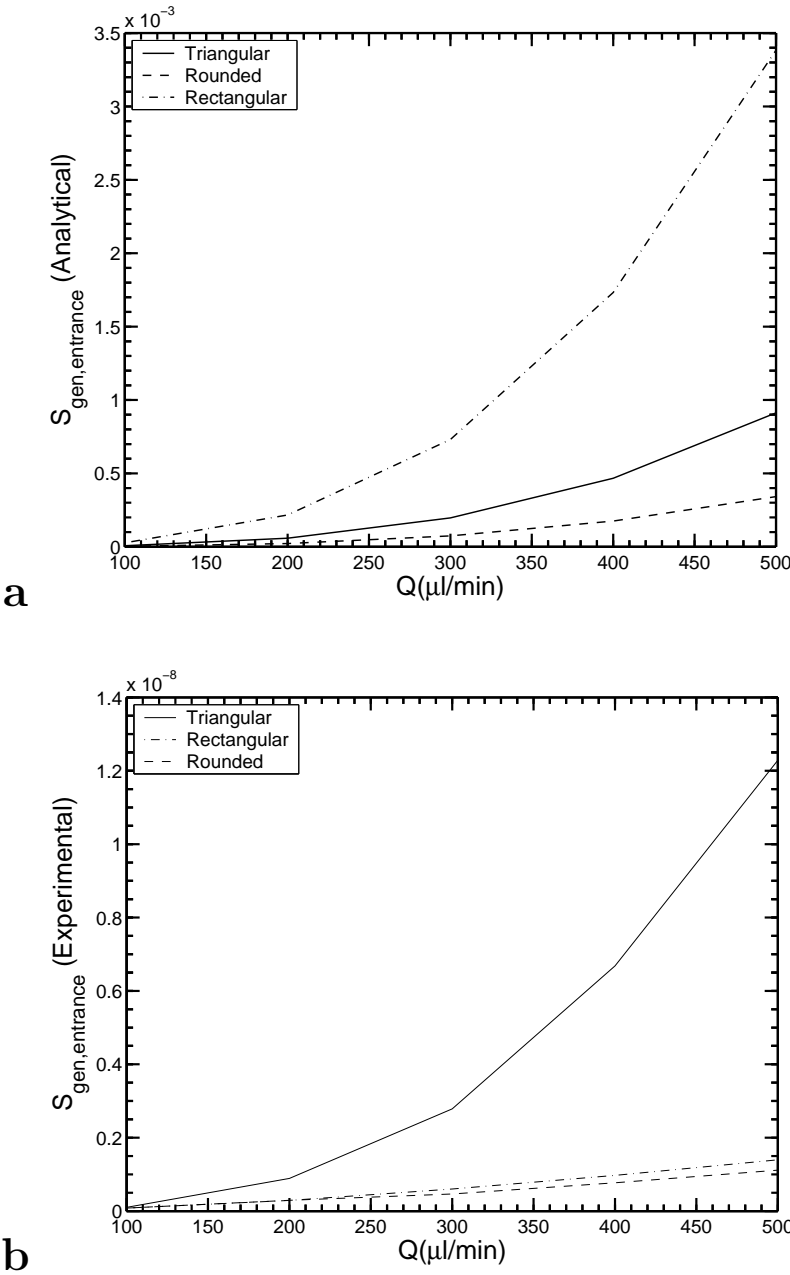 x 10⁻³
3.5
3
2.5
2
1.5
1
0.5
0
Triangular
Rounded
Rectangular
S gen,entrance (Analytical)
100 150 200 250 300 350 400 450 500
Q(μl/min)
a
x 10⁻⁸
1.4
1.2
1
0.8
0.6
0.4
0.2
0
Triangular
Rectangular
Rounded
S gen,entrance (Experimental)
100 150 200 250 300 350 400 450 500
Q(μl/min)
b